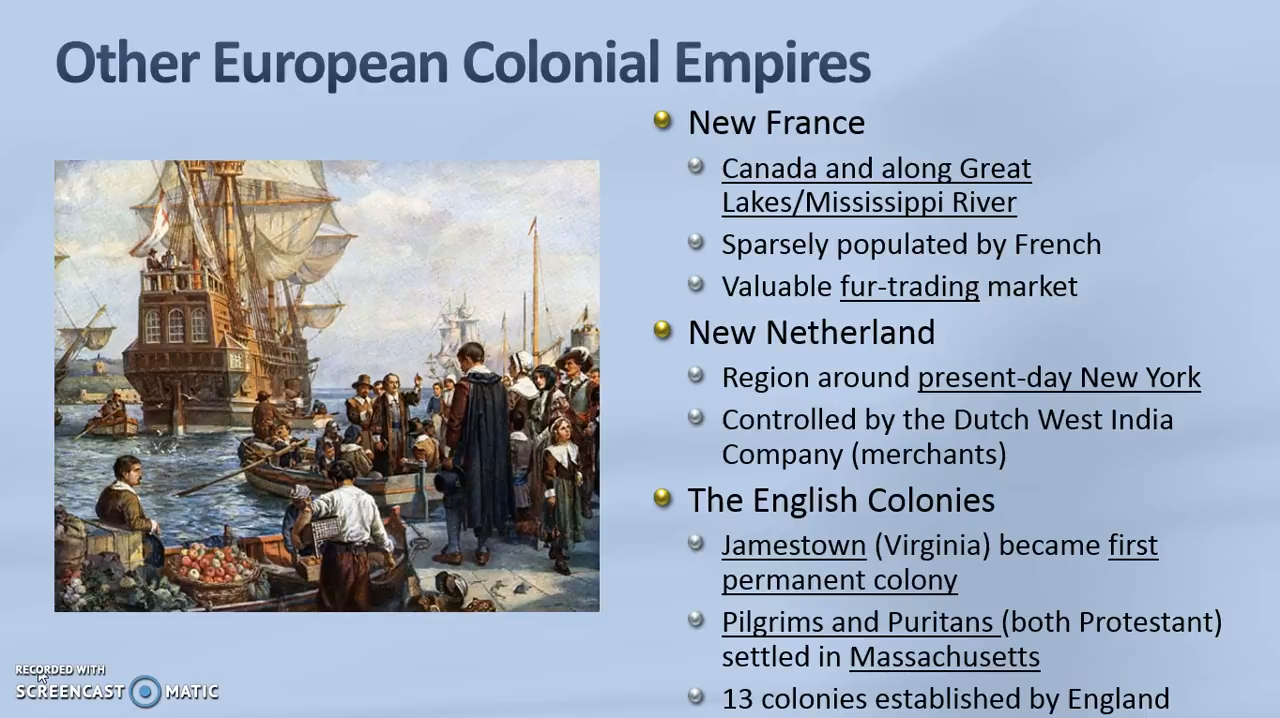 Other European Colonial Empires
New France
Canada and along Great
Lakes/Mississippi River
Sparsely populated by French
Valuable fur-trading market
New Netherland
Region around present-day New York
Controlled by the Dutch West India
Company (merchants)
The English Colonies
Jamestown (Virginia) became first
permanent colony
Pilgrims and Puritans (both Protestant)
settled in Massachusetts
13 colonies established by England
RECORDED WITH
SCREENCAST MATIC